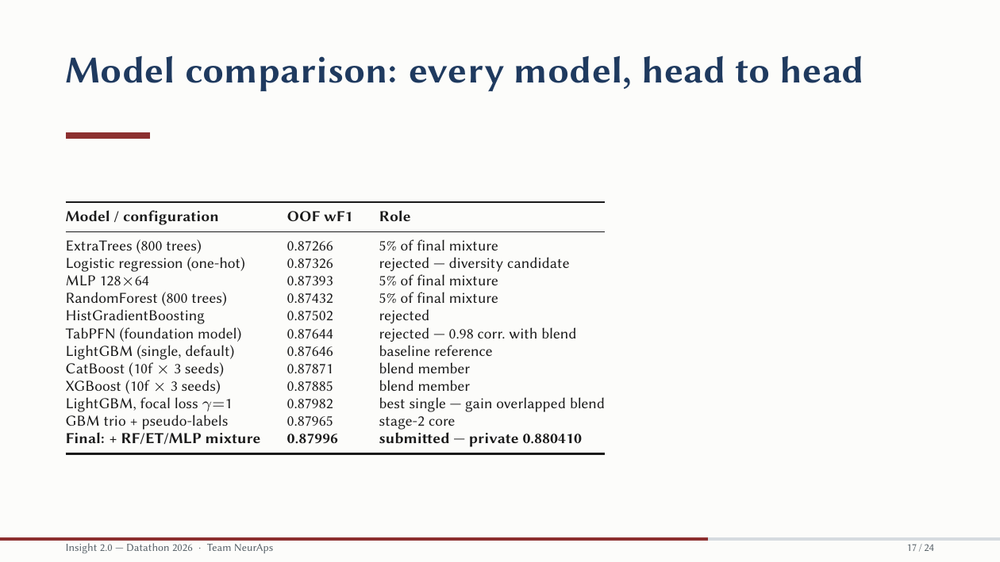 Model comparison: every model, head to head
Model / configuration OOF wF1 Role
ExtraTrees (800 trees) 0.87266 5% of final mixture
Logistic regression (one-hot) 0.87326 rejected — diversity candidate
MLP 128×64 0.87393 5% of final mixture
RandomForest (800 trees) 0.87432 5% of final mixture
HistGradientBoosting 0.87502 rejected
TabPFN (foundation model) 0.87644 rejected — 0.98 corr. with blend
LightGBM (single, default) 0.87646 baseline reference
CatBoost (10f × 3 seeds) 0.87871 blend member
XGBoost (10f × 3 seeds) 0.87885 blend member
LightGBM, focal loss γ=1 0.87982 best single — gain overlapped blend
GBM trio + pseudo-labels 0.87965 stage-2 core
Final: + RF/ET/MLP mixture 0.87996 submitted — private 0.880410
Insight 2.0 — Datathon 2026 · Team NeurAps 17 / 24